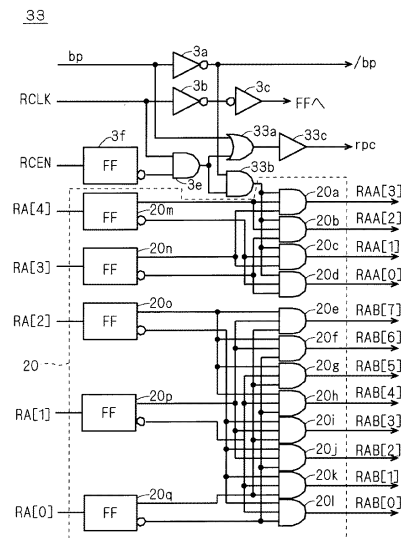 33
bp
3a
/bp
RCLK
3b
3c
FFへ
33a
33c
rpc
RCEN
3f
FF
3e
33b
RA[4]
FF
20m
20a
RAA[3]
20b
RAA[2]
RA[3]
FF
20n
20c
RAA[1]
20d
RAA[0]
RA[2]
FF
20o
20e
RAB[7]
20f
RAB[6]
20
20g
RAB[5]
RA[1]
FF
20p
20h
RAB[4]
20i
RAB[3]
20j
RAB[2]
20k
RAB[1]
RA[0]
FF
20q
20l
RAB[0]